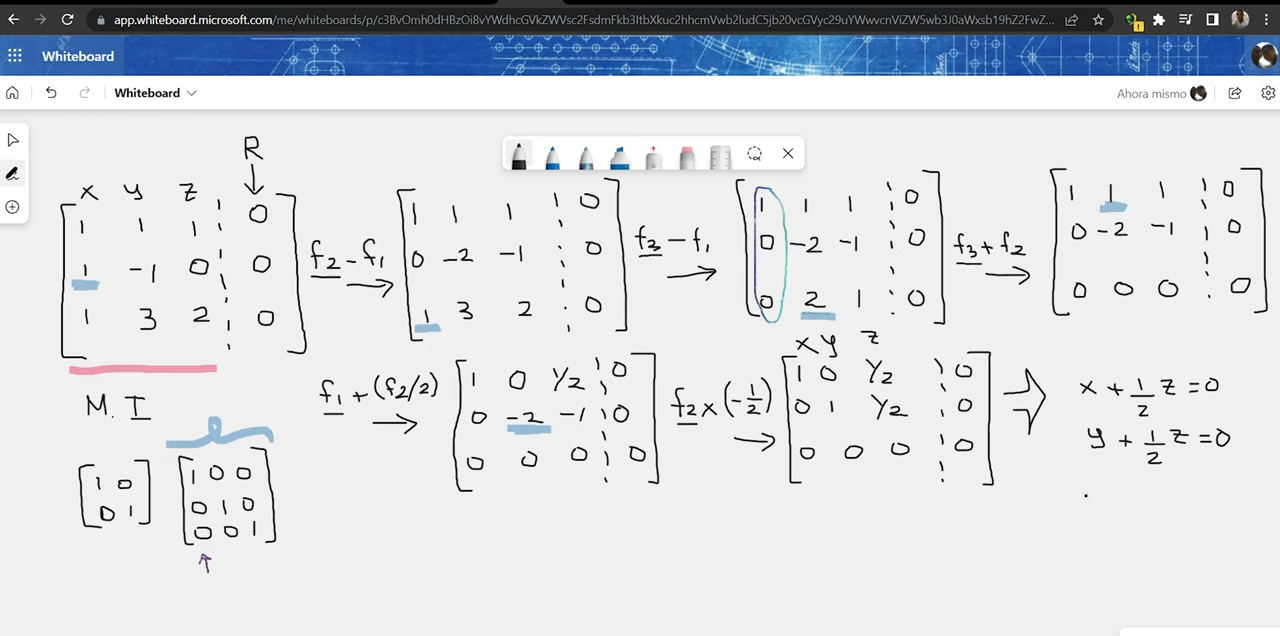 app.whiteboard.microsoft.com/me/whiteboards/p/c3BvOmh0dHBzOi8vYWdhcGVkZWVsc2FsdmFkb3ItbXkuc2hhcmVwb2ludC5jb20vcGVyc29uYWwvcnViZW5wb3J0aWxsb19hZ2FwZ...
Whiteboard
Whiteboard
Ahora mismo
R
x y z
1 1 1 0
1 -1 0 0
1 3 2 0
f2 - f1
1 1 1 0
0 -2 -1 0
1 3 2 0
f3 - f1
1 1 1 0
0 -2 -1 0
0 2 1 0
f3 + f2
1 1 1 0
0 -2 -1 0
0 0 0 0
M. I
1 0
0 1
1 0 0
0 1 0
0 0 1
f1 + (f2/2)
1 0 1/2 0
0 -2 -1 0
0 0 0 0
f2 x (-1/2)
x y z
1 0 1/2 0
0 1 1/2 0
0 0 0 0
x + 1/2 z = 0
y + 1/2 z = 0